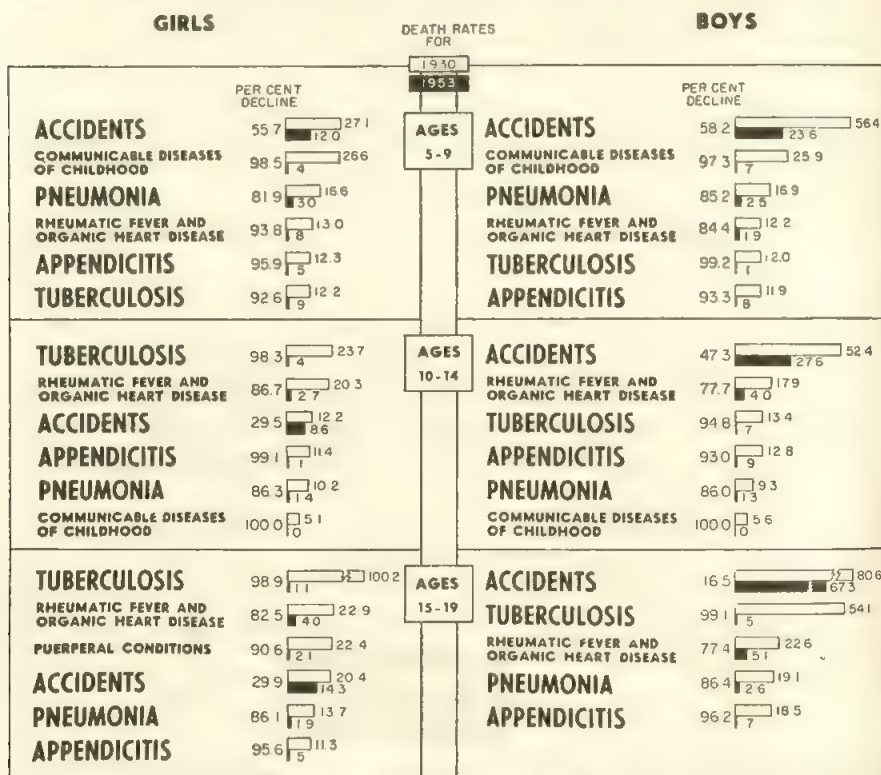 GIRLS
BOYS
DEATH RATES
FOR
1930
1953
PER CENT
DECLINE
PER CENT
DECLINE
AGES
5-9
ACCIDENTS 55.7 27.1
12.0
COMMUNICABLE DISEASES
OF CHILDHOOD 98.5 26.6
.4
PNEUMONIA 81.9 16.6
3.0
RHEUMATIC FEVER AND
ORGANIC HEART DISEASE 93.8 13.0
.8
APPENDICITIS 95.9 12.3
.5
TUBERCULOSIS 92.6 12.2
.9
ACCIDENTS 58.2 56.4
23.6
COMMUNICABLE DISEASES
OF CHILDHOOD 97.3 25.9
.7
PNEUMONIA 85.2 16.9
2.5
RHEUMATIC FEVER AND
ORGANIC HEART DISEASE 84.4 12.2
1.9
TUBERCULOSIS 99.2 12.0
.1
APPENDICITIS 93.3 11.9
.8
AGES
10-14
TUBERCULOSIS 98.3 23.7
.4
RHEUMATIC FEVER AND
ORGANIC HEART DISEASE 86.7 20.3
2.7
ACCIDENTS 29.5 12.2
8.6
APPENDICITIS 99.1 11.4
.1
PNEUMONIA 86.3 10.2
1.4
COMMUNICABLE DISEASES
OF CHILDHOOD 100.0 5.1
0
ACCIDENTS 47.3 52.4
27.6
RHEUMATIC FEVER AND
ORGANIC HEART DISEASE 77.7 17.9
4.0
TUBERCULOSIS 94.8 13.4
.7
APPENDICITIS 93.0 12.8
.9
PNEUMONIA 86.0 9.3
1.3
COMMUNICABLE DISEASES
OF CHILDHOOD 100.0 5.6
0
AGES
15-19
TUBERCULOSIS 98.9 100.2
1.1
RHEUMATIC FEVER AND
ORGANIC HEART DISEASE 82.5 22.9
4.0
PUERPERAL CONDITIONS 90.6 22.4
2.1
ACCIDENTS 29.9 20.4
14.3
PNEUMONIA 86.1 13.7
1.9
APPENDICITIS 95.6 11.3
.5
ACCIDENTS 16.5 80.6
67.3
TUBERCULOSIS 99.1 54.1
.5
RHEUMATIC FEVER AND
ORGANIC HEART DISEASE 77.4 22.6
5.1
PNEUMONIA 86.4 19.1
2.6
APPENDICITIS 96.2 18.5
.7